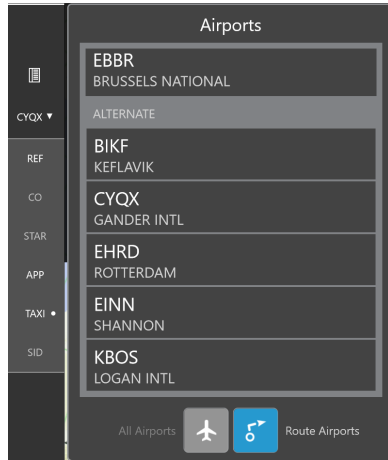 Airports
EBBR
BRUSSELS NATIONAL
CYQX ▼
ALTERNATE
BIKF
KEFLAVIK
REF
CO
CYQX
GANDER INTL
STAR
EHRD
ROTTERDAM
APP
EINN
SHANNON
TAXI •
SID
KBOS
LOGAN INTL
All Airports
Route Airports